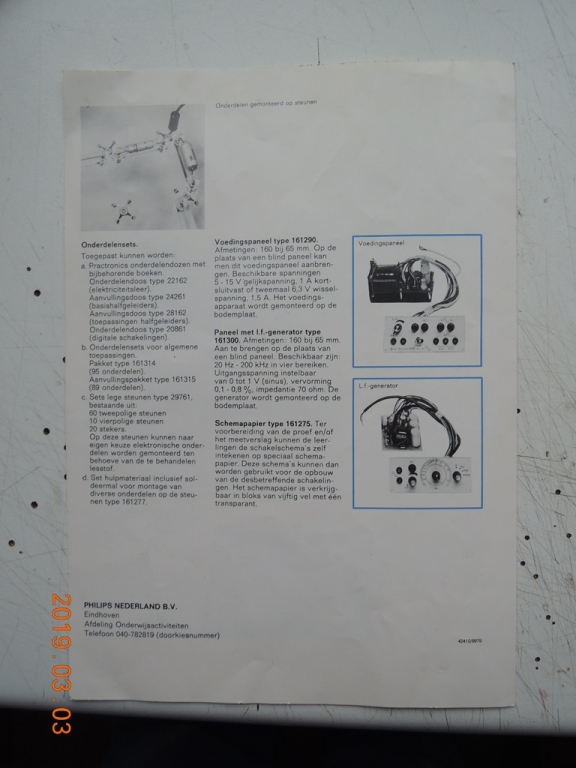 Onderdelen gemonteerd op steunen
Onderdelensets.
Toegepast kunnen worden:
a. Practronics onderdelendozen met
bijbehorende boeken.
Onderdelendoos type 22162
(elektriciteitsleer).
Aanvullingsdoos type 24261
(basishalfgeleiders).
Aanvullingsdoos type 28162
(toepassingen halfgeleiders).
Onderdelendoos type 20861
(digitale schakelingen).
b. Onderdelensets voor algemene
toepassingen
Pakket type 161314
(95 onderdelen).
Aanvullingspakket type 161315
(89 onderdelen).
c. Sets lege steunen type 29761,
bestaande uit:
60 tweepolige steunen
10 vierpolige steunen
20 stekers.
Op deze steunen kunnen naar
eigen keuze elektronische onder-
delen worden gemonteerd ten
behoeve van de te behandelen
lesstof.
d. Set hulpmateriaal inclusief sol-
deermal voor montage van
diverse onderdelen op de steu-
nen type 161277.
Voedingspaneel type 161290.
Afmetingen: 160 bij 65 mm. Op de
plaats van een blind paneel kan
men dit voedingspaneel aanbren-
gen. Beschikbare spanningen
5 - 15 V gelijkspanning, 1 A kort-
sluitvast of tweemaal 6,3 V wissel-
spanning, 1,5 A. Het voedings-
apparaat wordt gemonteerd op de
bodemplaat.
Paneel met l.f.-generator type
161300. Afmetingen: 160 bij 65 mm.
Aan te brengen op de plaats van
een blind paneel. Beschikbaar zijn:
20 Hz - 200 kHz in vier bereiken.
Uitgangsspanning instelbaar
van 0 tot 1 V (sinus), vervorming
0,1 - 0,8 %, impedantie 70 ohm. De
generator wordt gemonteerd op de
bodemplaat.
Schemapapier type 161275. Ter
voorbereiding van de proef en/of
het meetverslag kunnen de leer-
lingen de schakelschema's zelf
intekenen op speciaal schema-
papier. Deze schema's kunnen dan
worden gebruikt voor de opbouw
van de desbetreffende schakelin-
gen. Het schemapapier is verkrijg-
baar in bloks van vijftig vel met één
transparant.
Voedingspaneel
L.f.-generator
PHILIPS NEDERLAND B.V.
Eindhoven
Afdeling Onderwijsactiviteiten
Telefoon 040-782819 (doorkiesnummer)
2019.03.03